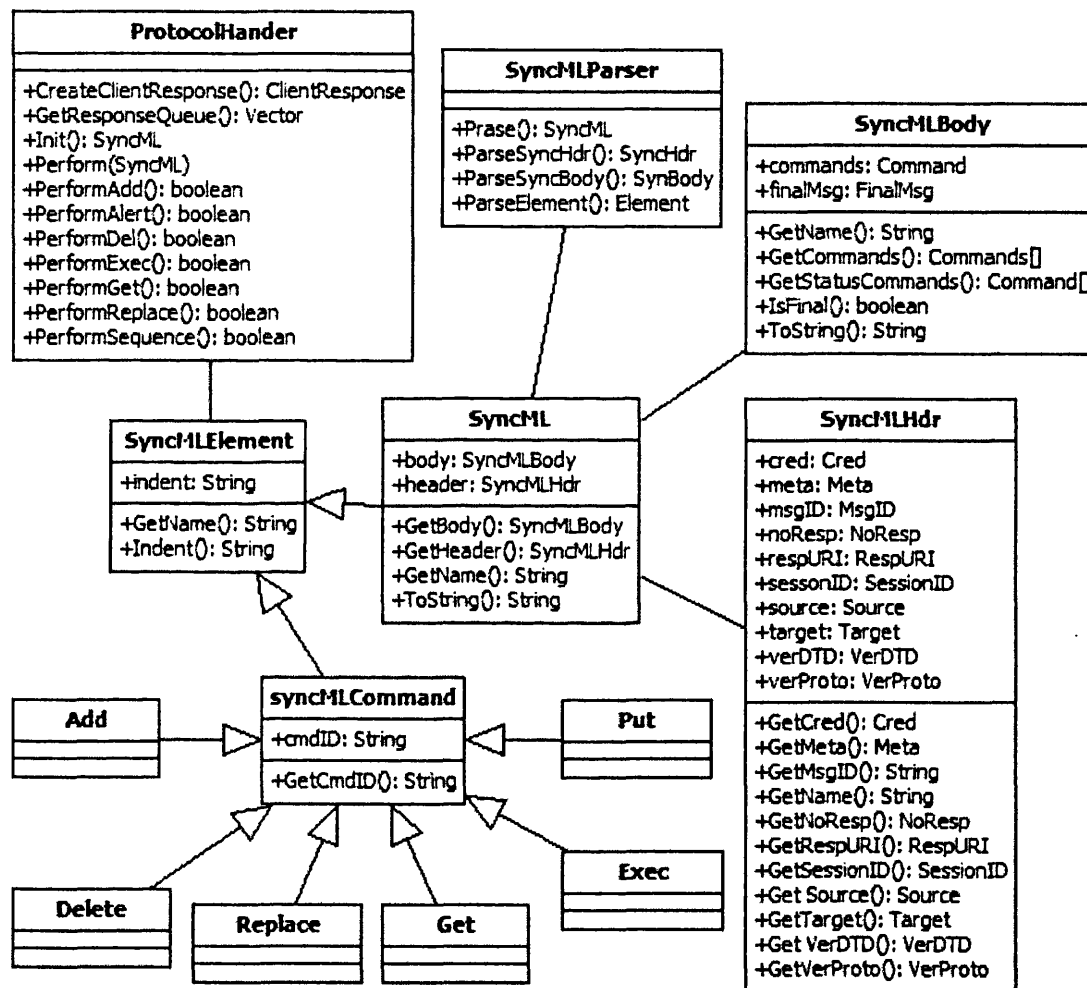 ProtocolHander
+CreateClientResponse(): ClientResponse
+GetResponseQueue(): Vector
+Init(): SyncML
+Perform(SyncML)
+PerformAdd(): boolean
+PerformAlert(): boolean
+PerformDel(): boolean
+PerformExec(): boolean
+PerformGet(): boolean
+PerformReplace(): boolean
+PerformSequence(): boolean
SyncMLParser
+Prase(): SyncML
+ParseSyncHdr(): SyncHdr
+ParseSyncBody(): SynBody
+ParseElement(): Element
SyncMLBody
+commands: Command
+finalMsg: FinalMsg
+GetName(): String
+GetCommands(): Commands[]
+GetStatusCommands(): Command[]
+IsFinal(): boolean
+ToString(): String
SyncMLElement
+indent: String
+GetName(): String
+Indent(): String
SyncML
+body: SyncMLBody
+header: SyncMLHdr
+GetBody(): SyncMLBody
+GetHeader(): SyncMLHdr
+GetName(): String
+ToString(): String
SyncMLHdr
+cred: Cred
+meta: Meta
+msgID: MsgID
+noResp: NoResp
+respURI: RespURI
+sessonID: SessionID
+source: Source
+target: Target
+verDTD: VerDTD
+verProto: VerProto
+GetCred(): Cred
+GetMeta(): Meta
+GetMsgID(): String
+GetName(): String
+GetNoResp(): NoResp
+GetRespURI(): RespURI
+GetSessionID(): SessionID
+Get Source(): Source
+GetTarget(): Target
+Get VerDTD(): VerDTD
+GetVerProto(): VerProto
syncMLCommand
+cmdID: String
+GetCmdID(): String
Add
Put
Delete
Replace
Get
Exec